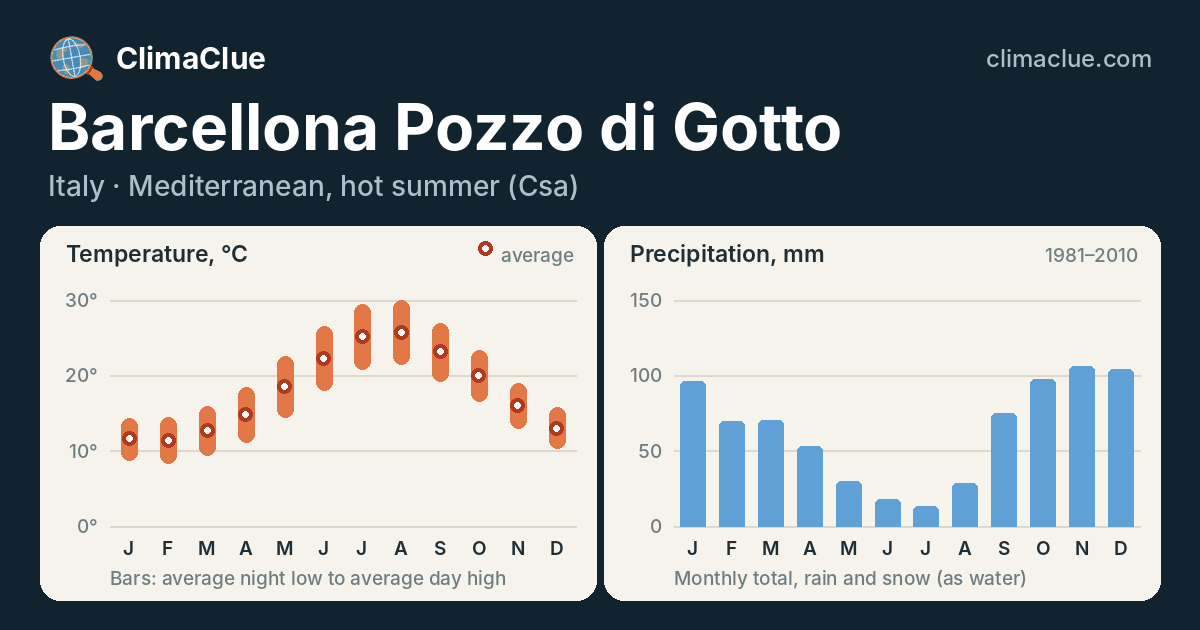 ClimaClue
climaclue.com
Barcellona Pozzo di Gotto
Italy · Mediterranean, hot summer (Csa)
Temperature, °C
average
30°
20°
10°
0°
J F M A M J J A S O N D
Bars: average night low to average day high
Precipitation, mm
1981–2010
150
100
50
0
J F M A M J J A S O N D
Monthly total, rain and snow (as water)